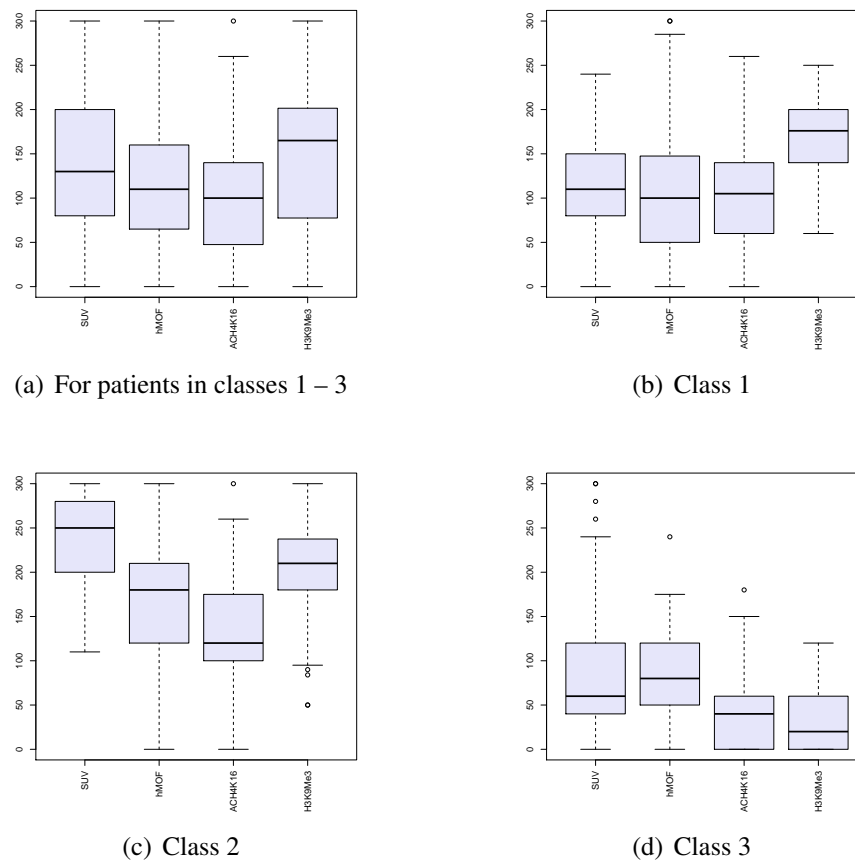 300
250
200
150
100
50
0
SUV
hMOF
ACH4K16
H3K9Me3
(a) For patients in classes 1 – 3
300
250
200
150
100
50
0
SUV
hMOF
ACH4K16
H3K9Me3
(b) Class 1
300
250
200
150
100
50
0
SUV
hMOF
ACH4K16
H3K9Me3
(c) Class 2
300
250
200
150
100
50
0
SUV
hMOF
ACH4K16
H3K9Me3
(d) Class 3